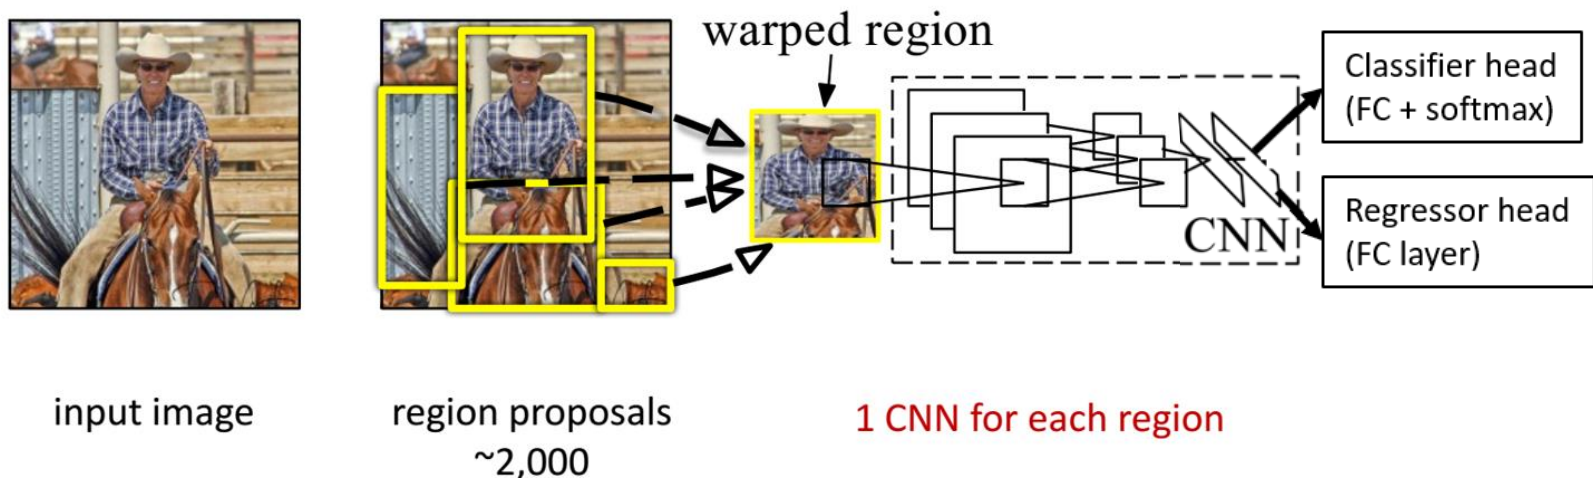 warped region
Classifier head
(FC + softmax)
Regressor head
(FC layer)
CNN
input image
region proposals
~2,000
1 CNN for each region